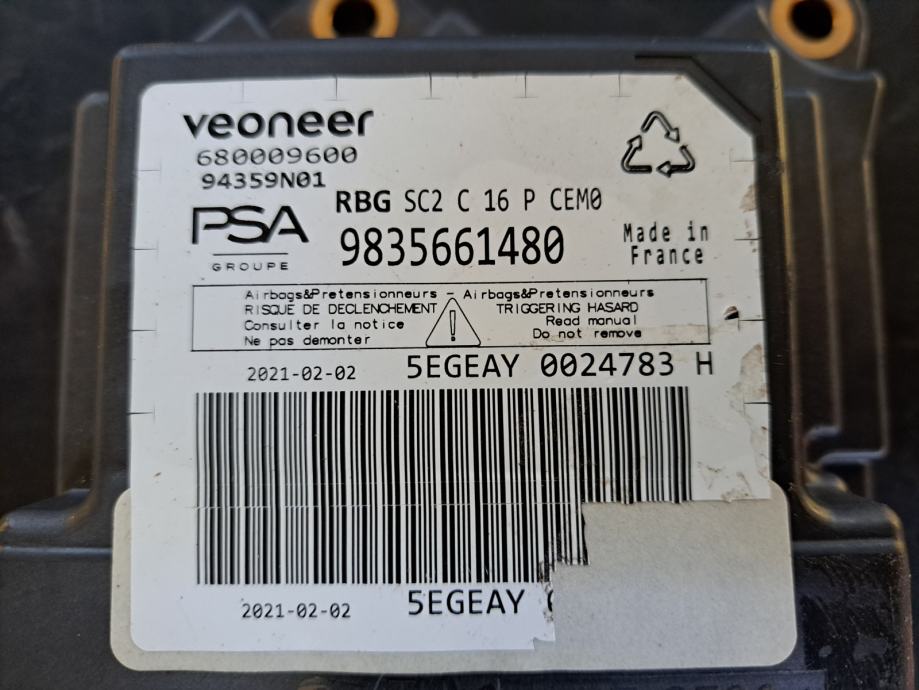 veoneer
680009600
94359N01
RBG SC2 C 16 P CEM0
PSA
GROUPE
9835661480
Made in
France
Airbags&Pretensionneurs - Airbags&Pretensionneurs
RISQUE DE DECLENCHEMENT
Consulter la notice
Ne pas demonter
TRIGGERING HASARD
Read manual
Do not remove
2021-02-02 5EGEAY 0024783 H
2021-02-02 5EGEAY